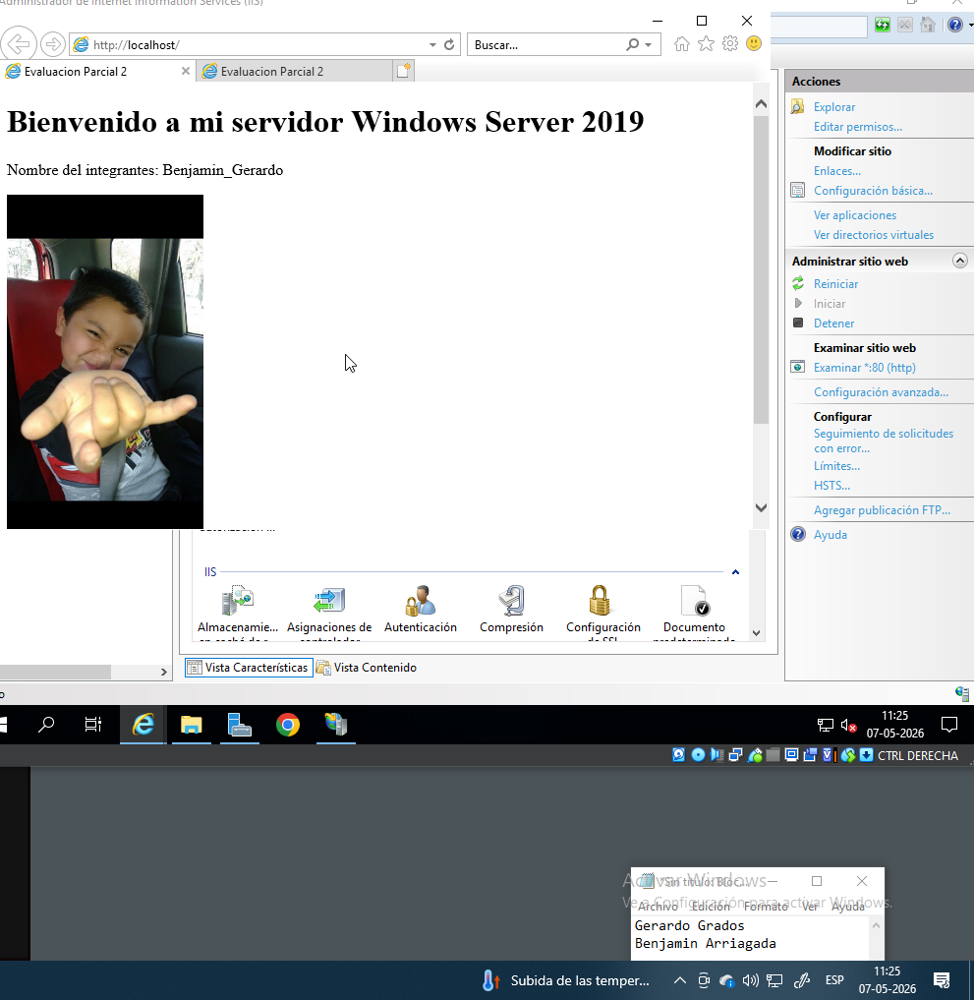 Administrador de Internet Information Services (IIS)
http://localhost/
Buscar...
Evaluacion Parcial 2
Evaluacion Parcial 2
Bienvenido a mi servidor Windows Server 2019
Nombre del integrantes: Benjamin_Gerardo
Acciones
Explorar
Editar permisos...
Modificar sitio
Enlaces...
Configuración básica...
Ver aplicaciones
Ver directorios virtuales
Administrar sitio web
Reiniciar
Iniciar
Detener
Examinar sitio web
Examinar *:80 (http)
Configuración avanzada...
Configurar
Seguimiento de solicitudes
con error...
Límites...
HSTS...
Agregar publicación FTP...
Ayuda
IIS
Almacenamie...
Asignaciones de
Autenticación
Compresión
Configuración
de SSL
Documento
predeterminado
Vista Características
Vista Contenido
11:25
07-05-2026
CTRL DERECHA
Activar Windows
Ve a Configuración para activar Windows.
*Sin título: Bloc...
Archivo Edición Formato Ver Ayuda
Gerardo Grados
Benjamin Arriagada
Subida de las temper...
ESP
11:25
07-05-2026